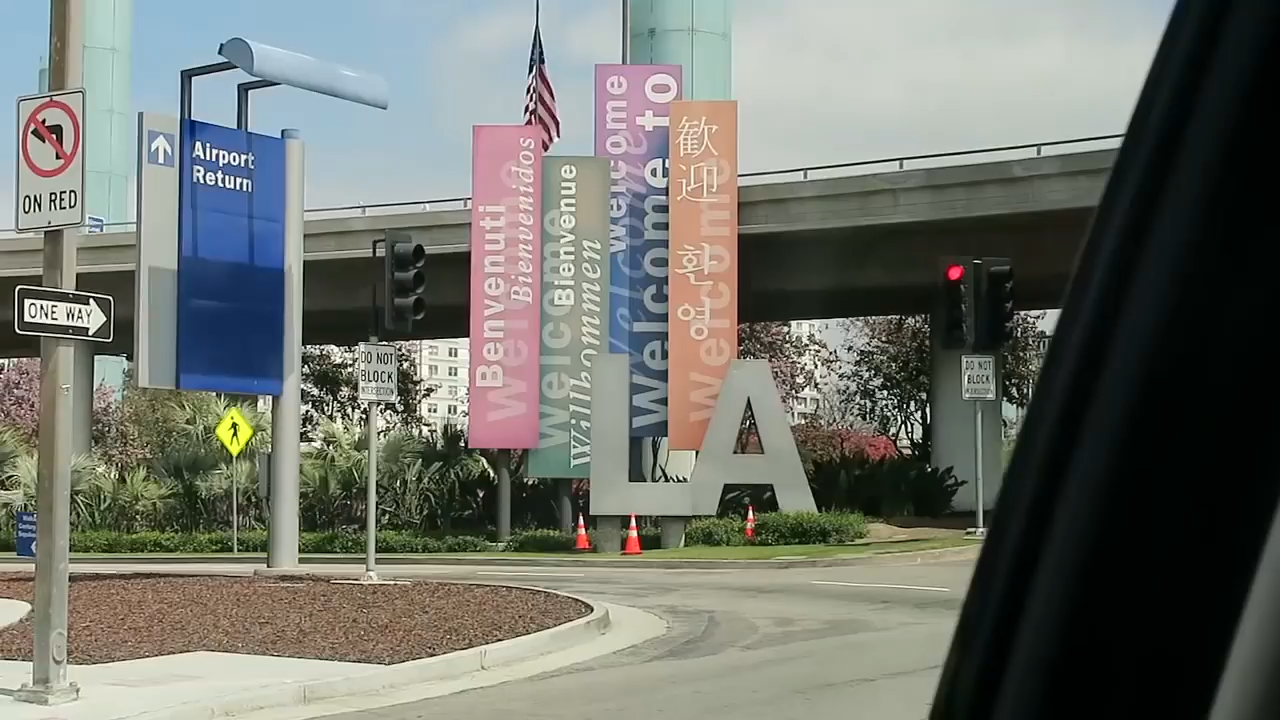 ON RED
ONE WAY
Airport
Return
DO NOT
BLOCK
INTERSECTION
Benvenuti
Bienvenidos
Welcome
Bienvenue
Welcome
Willkommen
Welcome
to
Welcome
Welcome
歓迎
환영
Welcome
LA
DO NOT
BLOCK
INTERSECTION